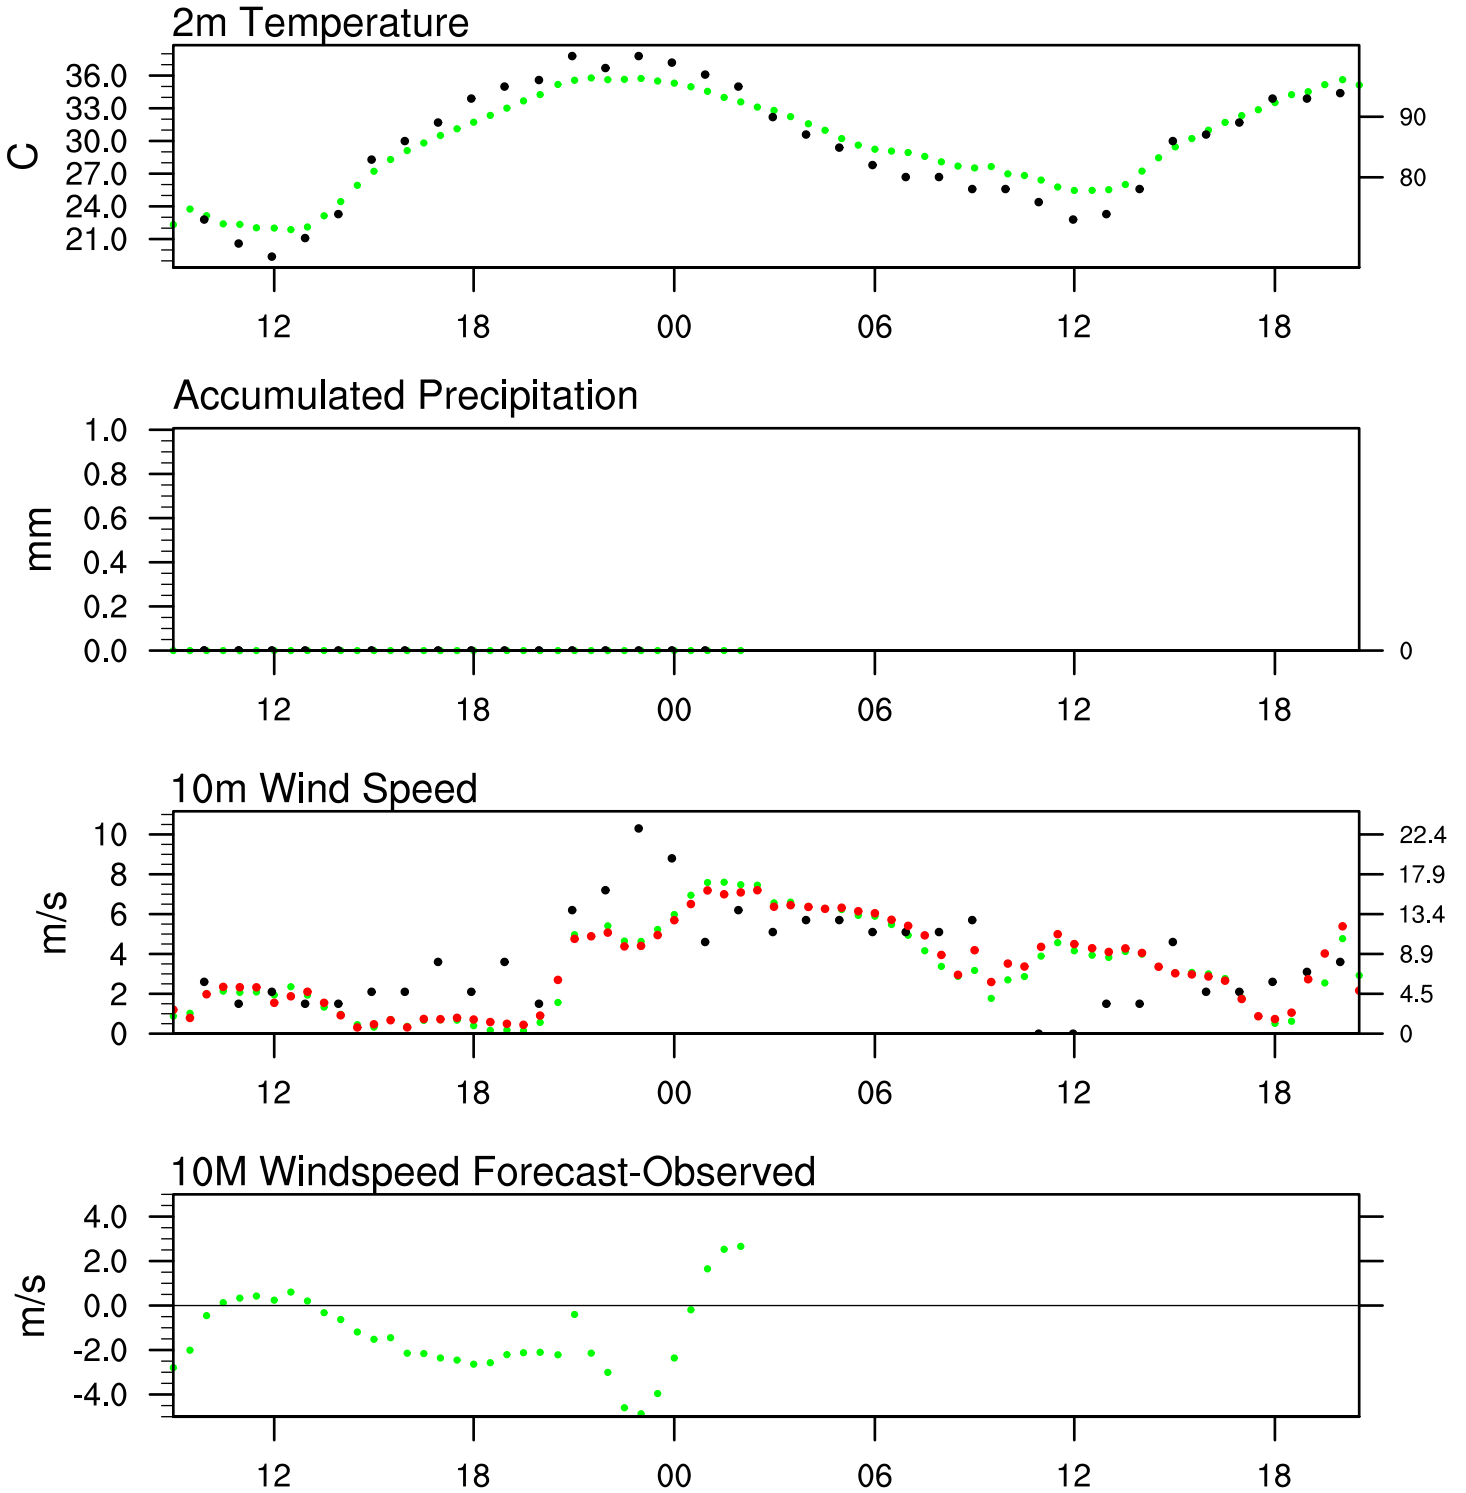 2m Temperature
36.0
33.0
30.0
27.0
24.0
21.0
C
90
80
12 18 00 06 12 18
Accumulated Precipitation
1.0
0.8
0.6
0.4
0.2
0.0
mm
0
12 18 00 06 12 18
10m Wind Speed
10
8
6
4
2
0
m/s
22.4
17.9
13.4
8.9
4.5
0
12 18 00 06 12 18
10M Windspeed Forecast-Observed
4.0
2.0
0.0
-2.0
-4.0
m/s
12 18 00 06 12 18